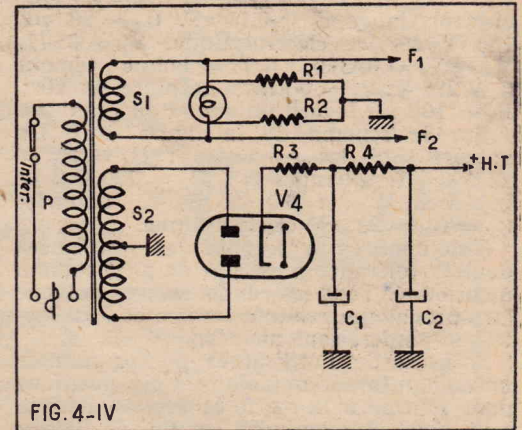 F1
R1
S1
R2
F2
Inter.
P
R3
R4
+H.T
S2
V4
C1
C2
FIG. 4-IV